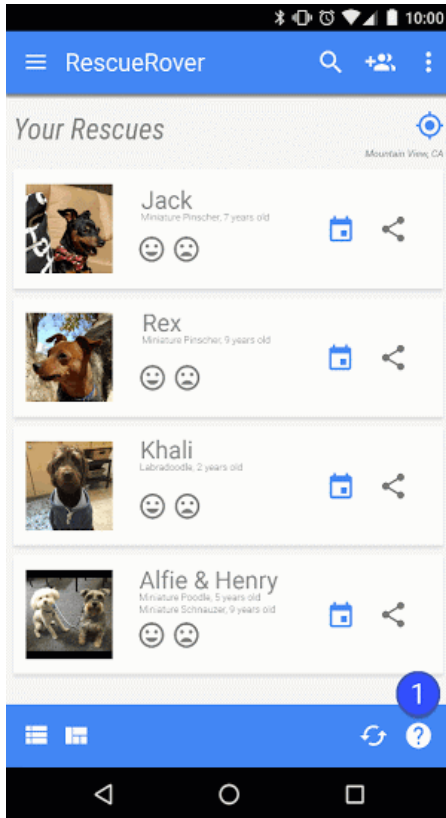 10:00
RescueRover
Your Rescues
Mountain View, CA
Jack
Miniature Pinscher, 7 years old
Rex
Miniature Pinscher, 9 years old
Khali
Labradoodle, 2 years old
Alfie & Henry
Miniature Poodle, 5 years old
Miniature Schnauzer, 9 years old
1
?